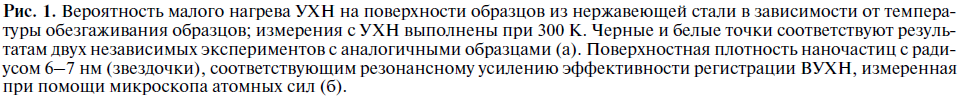 Рис. 1. Вероятность малого нагрева УХН на поверхности образцов из нержавеющей стали в зависимости от темпера-
туры обезгаживания образцов; измерения с УХН выполнены при 300 К. Черные и белые точки соответствуют резуль-
татам двух независимых экспериментов с аналогичными образцами (а). Поверхностная плотность наночастиц с ради-
усом 6–7 нм (звездочки), соответствующим резонансному усилению эффективности регистрации ВУХН, измеренная
при помощи микроскопа атомных сил (б).